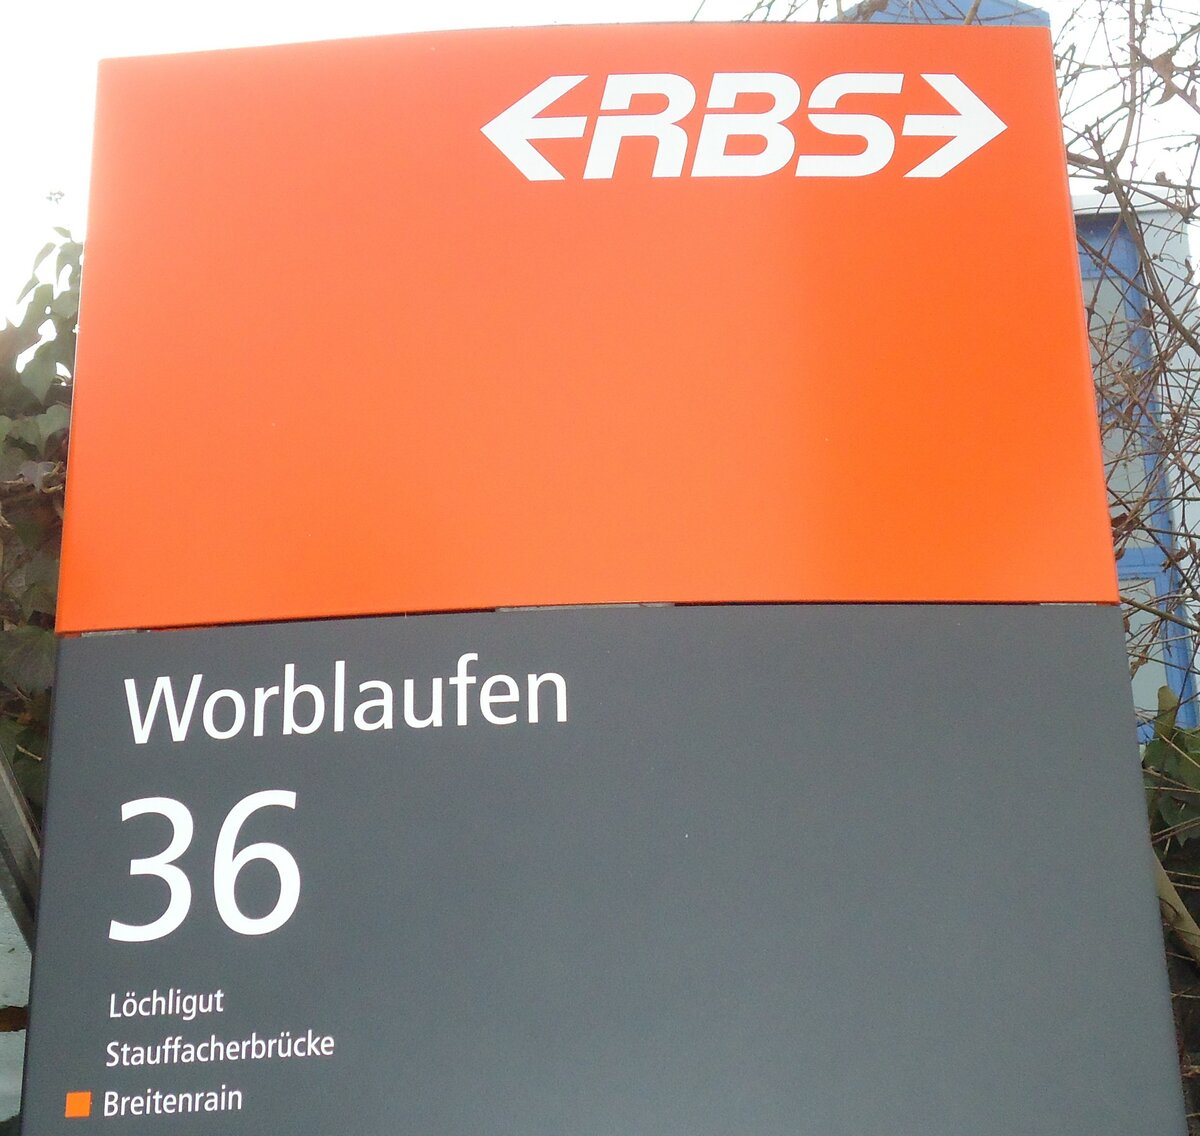 RBS
Worblaufen
36
Löchligut
Stauffacherbrücke
Breitenrain